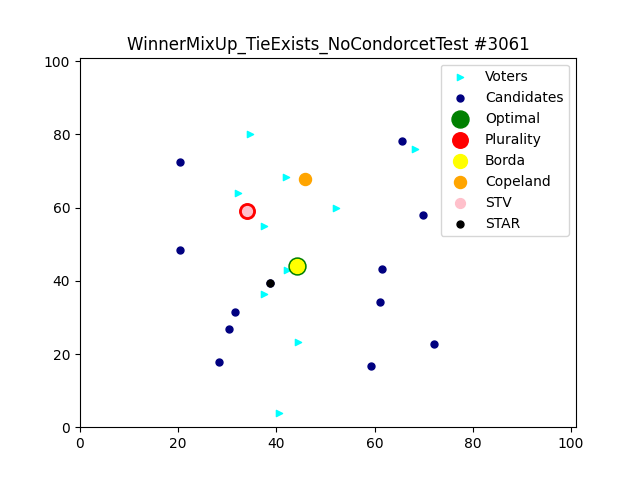 WinnerMixUp_TieExists_NoCondorcetTest #3061
100
80
60
40
20
0
0
20
40
60
80
100
Voters
Candidates
Optimal
Plurality
Borda
Copeland
STV
STAR